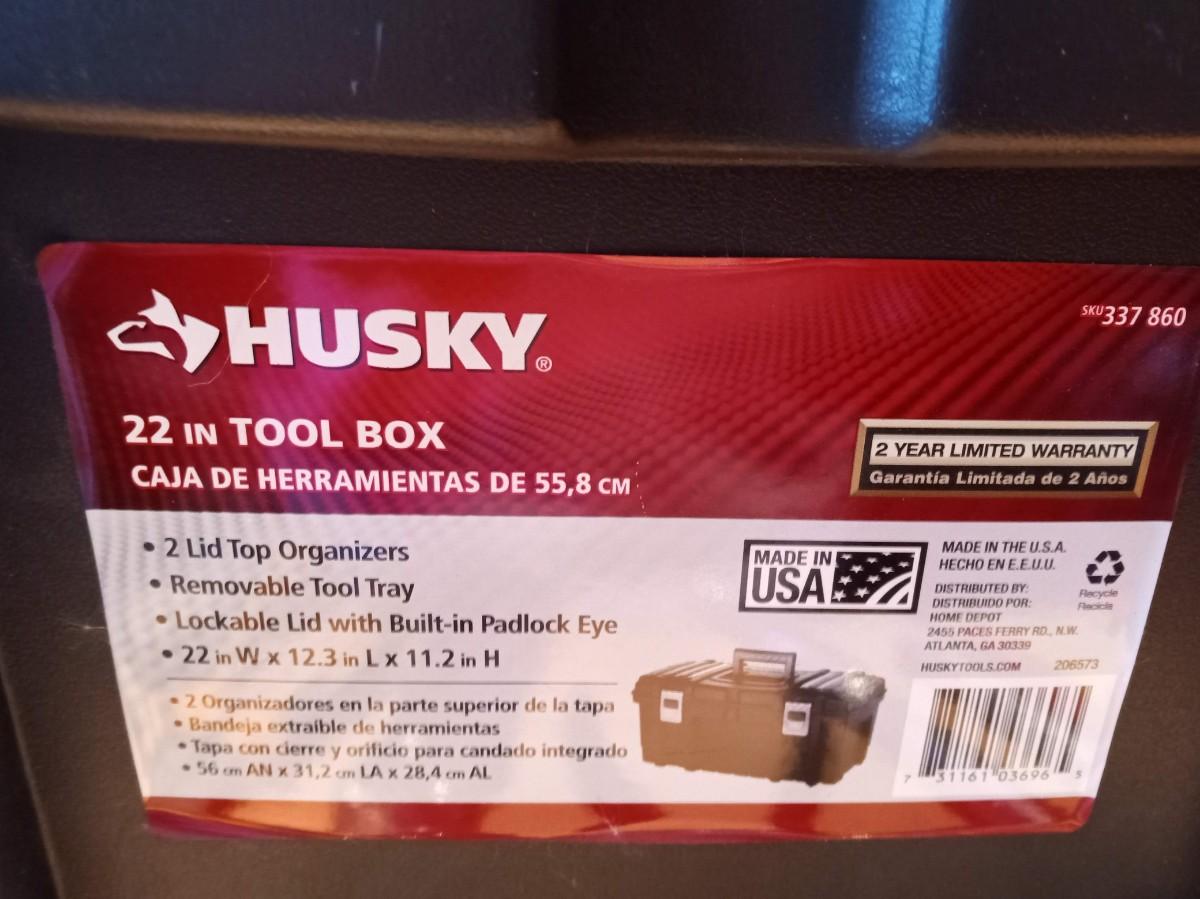 HUSKY®
SKU 337 860
22 IN TOOL BOX
CAJA DE HERRAMIENTAS DE 55,8 CM
2 YEAR LIMITED WARRANTY
Garantía Limitada de 2 Años
• 2 Lid Top Organizers
• Removable Tool Tray
• Lockable Lid with Built-in Padlock Eye
• 22 in W x 12.3 in L x 11.2 in H
• 2 Organizadores en la parte superior de la tapa
• Bandeja extraíble de herramientas
• Tapa con cierre y orificio para candado integrado
• 56 cm AN x 31,2 cm LA x 28,4 cm AL
MADE IN
USA
MADE IN THE U.S.A.
HECHO EN E.E.U.U.
DISTRIBUTED BY:
DISTRIBUIDO POR:
HOME DEPOT
2455 PACES FERRY RD., N.W.
ATLANTA, GA 30339
HUSKYTOOLS.COM 206573
Recycle
Recicla
7 31161 03696 5